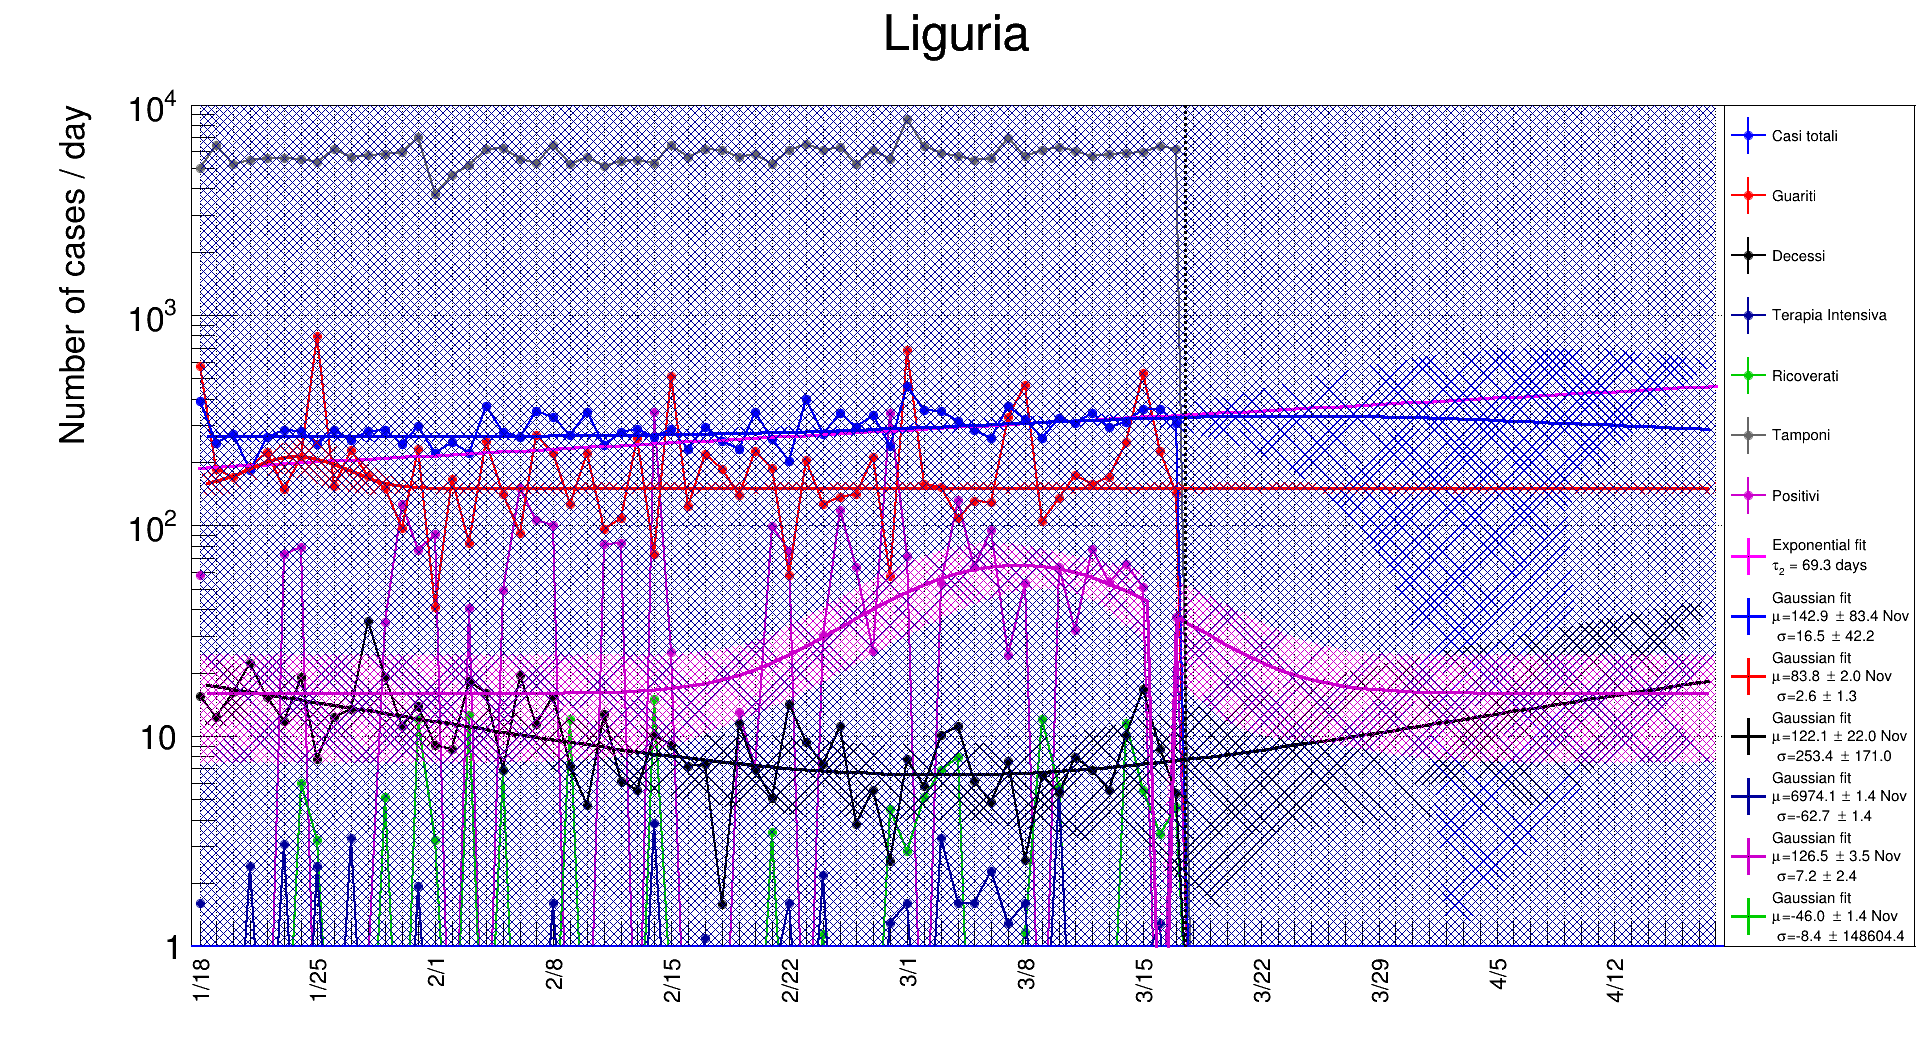 Liguria
Number of cases / day
10⁴
10³
10²
10
1
1/18
1/25
2/1
2/8
2/15
2/22
3/1
3/8
3/15
3/22
3/29
4/5
4/12
Casi totali
Guariti
Decessi
Terapia Intensiva
Ricoverati
Tamponi
Positivi
Exponential fit
τ₂ = 69.3 days
Gaussian fit
μ=142.9 ± 83.4 Nov
σ=16.5 ± 42.2
Gaussian fit
μ=83.8 ± 2.0 Nov
σ=2.6 ± 1.3
Gaussian fit
μ=122.1 ± 22.0 Nov
σ=253.4 ± 171.0
Gaussian fit
μ=6974.1 ± 1.4 Nov
σ=-62.7 ± 1.4
Gaussian fit
μ=126.5 ± 3.5 Nov
σ=7.2 ± 2.4
Gaussian fit
μ=-46.0 ± 1.4 Nov
σ=-8.4 ± 148604.4